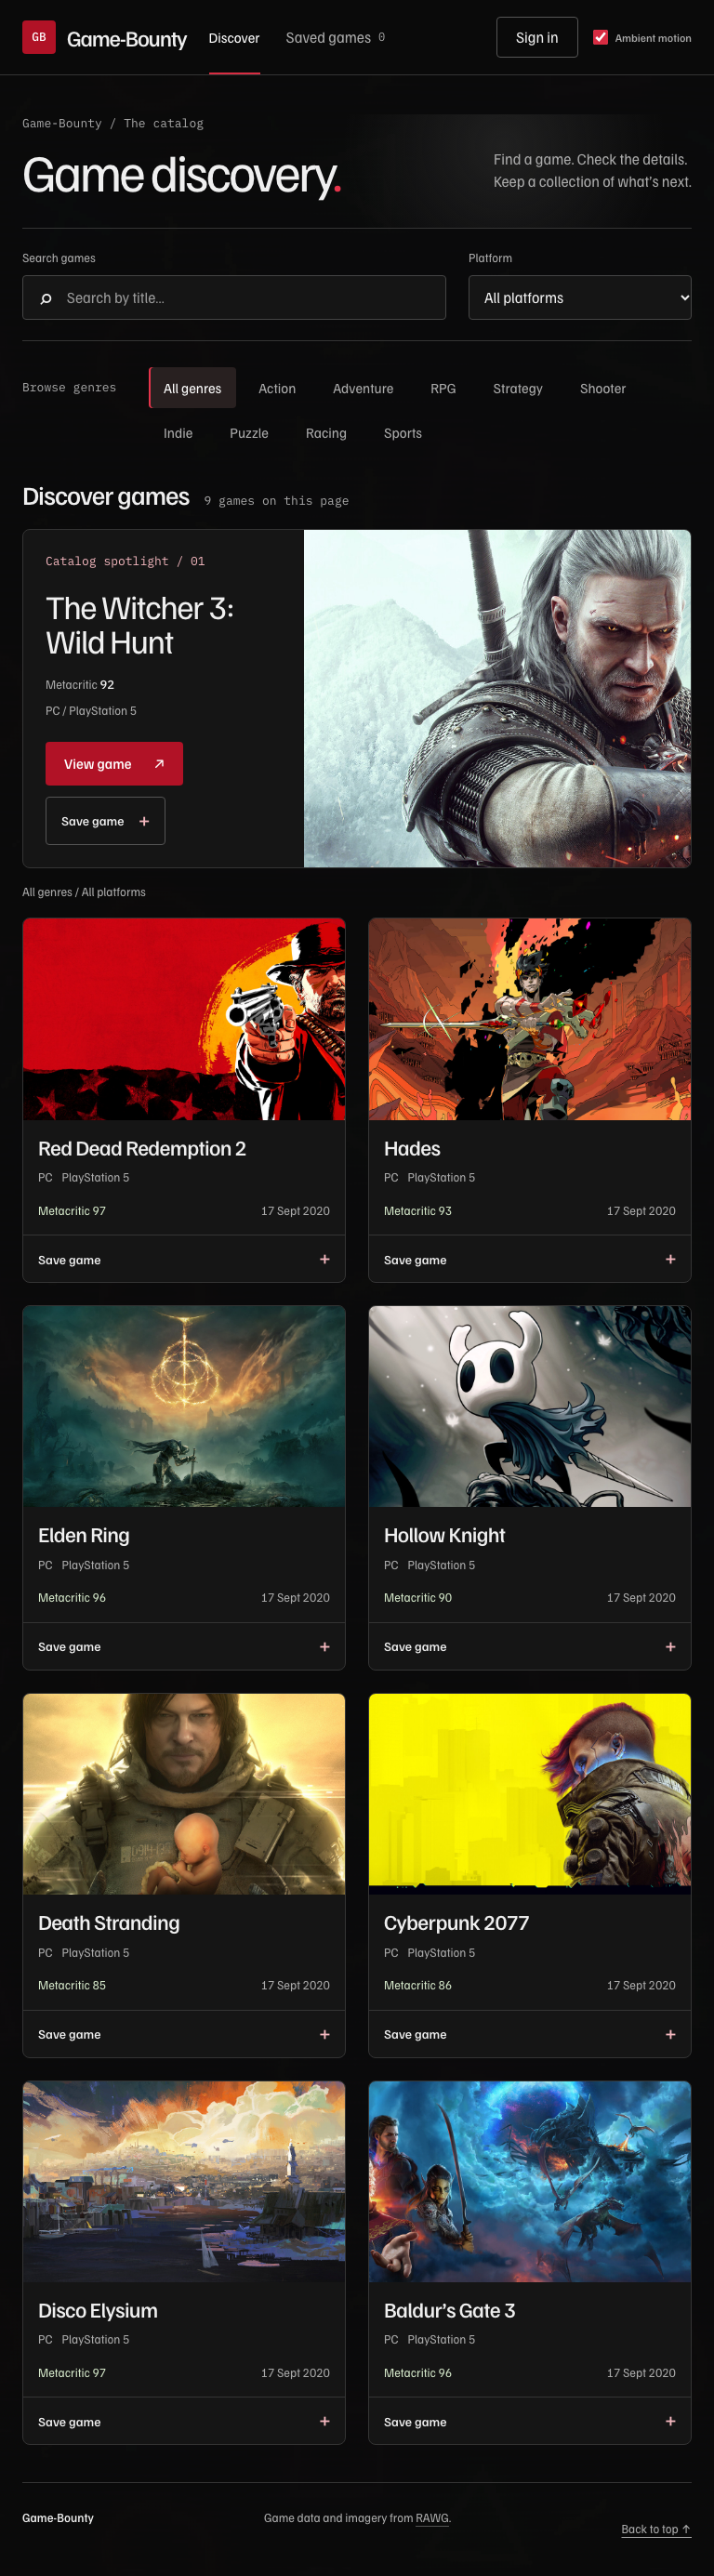 GB
Game-Bounty
Discover
Saved games 0
Sign in
Ambient motion
Game-Bounty / The catalog
Game discovery.
Find a game. Check the details.
Keep a collection of what's next.
Search games
Platform
Search by title...
All platforms
Browse genres
All genres
Action
Adventure
RPG
Strategy
Shooter
Indie
Puzzle
Racing
Sports
Discover games
9 games on this page
Catalog spotlight / 01
The Witcher 3:
Wild Hunt
Metacritic 92
PC / PlayStation 5
View game ↗
Save game +
All genres / All platforms
Red Dead Redemption 2
PC PlayStation 5
Metacritic 97
17 Sept 2020
Save game +
Hades
PC PlayStation 5
Metacritic 93
17 Sept 2020
Save game +
Elden Ring
PC PlayStation 5
Metacritic 96
17 Sept 2020
Save game +
Hollow Knight
PC PlayStation 5
Metacritic 90
17 Sept 2020
Save game +
Death Stranding
PC PlayStation 5
Metacritic 85
17 Sept 2020
Save game +
Cyberpunk 2077
PC PlayStation 5
Metacritic 86
17 Sept 2020
Save game +
Disco Elysium
PC PlayStation 5
Metacritic 97
17 Sept 2020
Save game +
Baldur's Gate 3
PC PlayStation 5
Metacritic 96
17 Sept 2020
Save game +
Game-Bounty
Game data and imagery from RAWG.
Back to top ↑